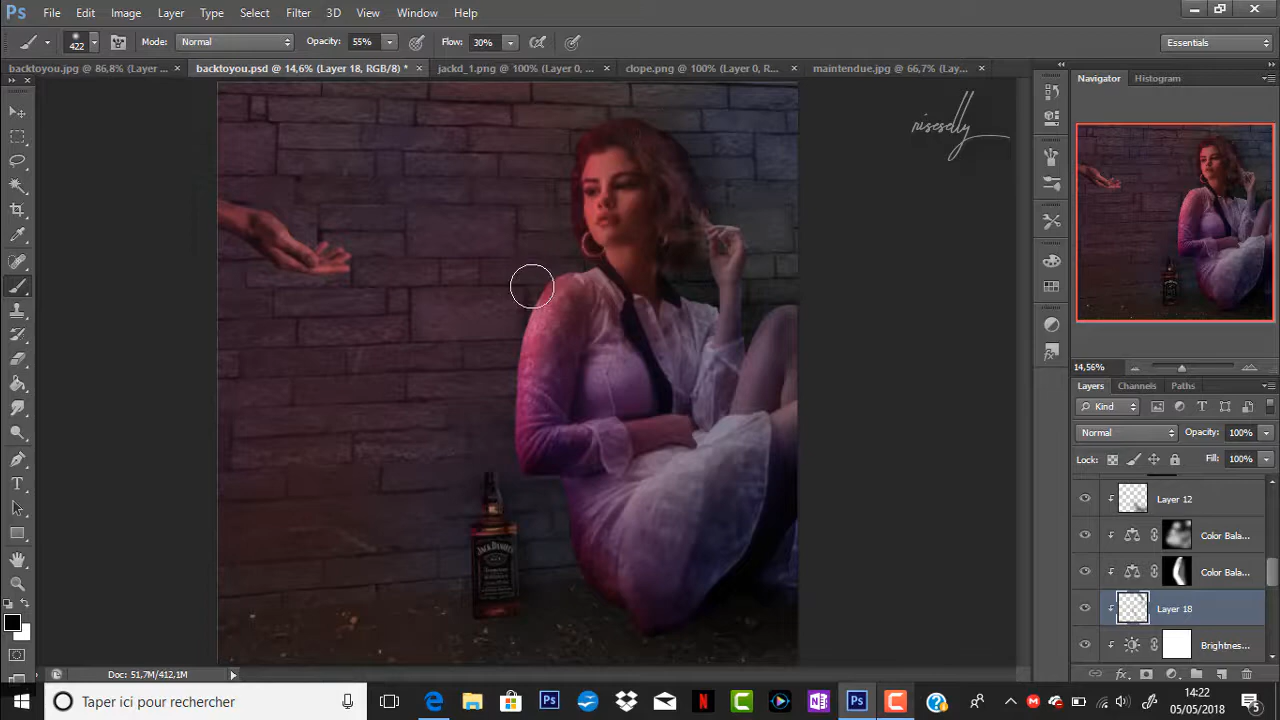 Ps File Edit Image Layer Type Select Filter 3D View Window Help
422 Mode: Normal Opacity: 55% Flow: 30% Essentials
backtoyou.jpg @ 86,8% (Layer ... × backtoyou.psd @ 14,6% (Layer 18, RGB/8) * × jackd_1.png @ 100% (Layer 0, ... × clope.png @ 100% (Layer 0, R... × maintendue.jpg @ 66,7% (Lay... ×
Navigator Histogram
riseselly
JACK DANIEL'S
14,56%
Layers Channels Paths
Kind
Normal Opacity: 100%
Lock: Fill: 100%
Layer 12
Color Bala...
Color Bala...
Layer 18
Brightnes...
Doc: 51,7M/412,1M
Taper ici pour rechercher
14:22
05/05/2018
5